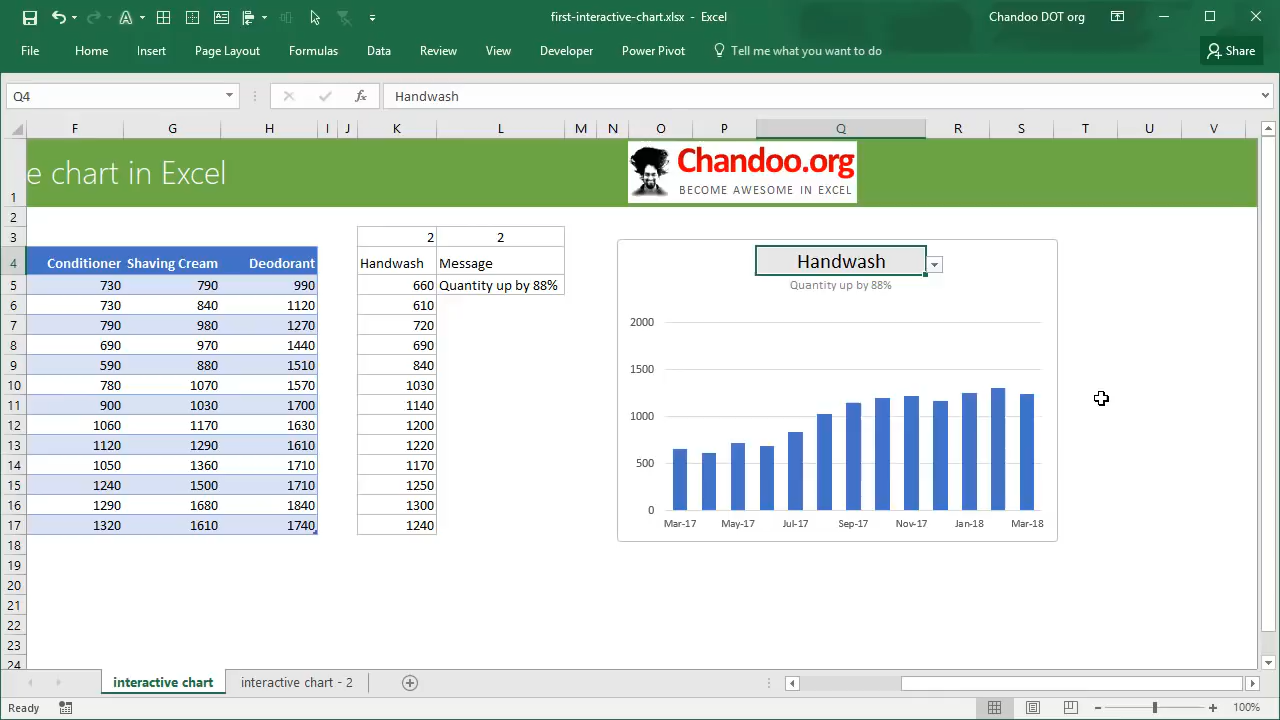 first-interactive-chart.xlsx - Excel
Chandoo DOT org
File Home Insert Page Layout Formulas Data Review View Developer Power Pivot Tell me what you want to do Share
Q4 fx Handwash
F G H I J K L M N O P Q R S T U V
1 e chart in Excel Chandoo.org
BECOME AWESOME IN EXCEL
2
3 2 2
4 Conditioner Shaving Cream Deodorant Handwash Message Handwash
5 730 790 990 660 Quantity up by 88% Quantity up by 88%
6 730 840 1120 610
7 790 980 1270 720 2000
8 690 970 1440 690
9 590 880 1510 840 1500
10 780 1070 1570 1030
11 900 1030 1700 1140 1000
12 1060 1170 1630 1200
13 1120 1290 1610 1220 500
14 1050 1360 1710 1170
15 1240 1500 1710 1250
16 1290 1680 1840 1300 0
17 1320 1610 1740 1240 Mar-17 May-17 Jul-17 Sep-17 Nov-17 Jan-18 Mar-18
18
19
20
21
22
23
24
interactive chart interactive chart - 2
Ready 100%